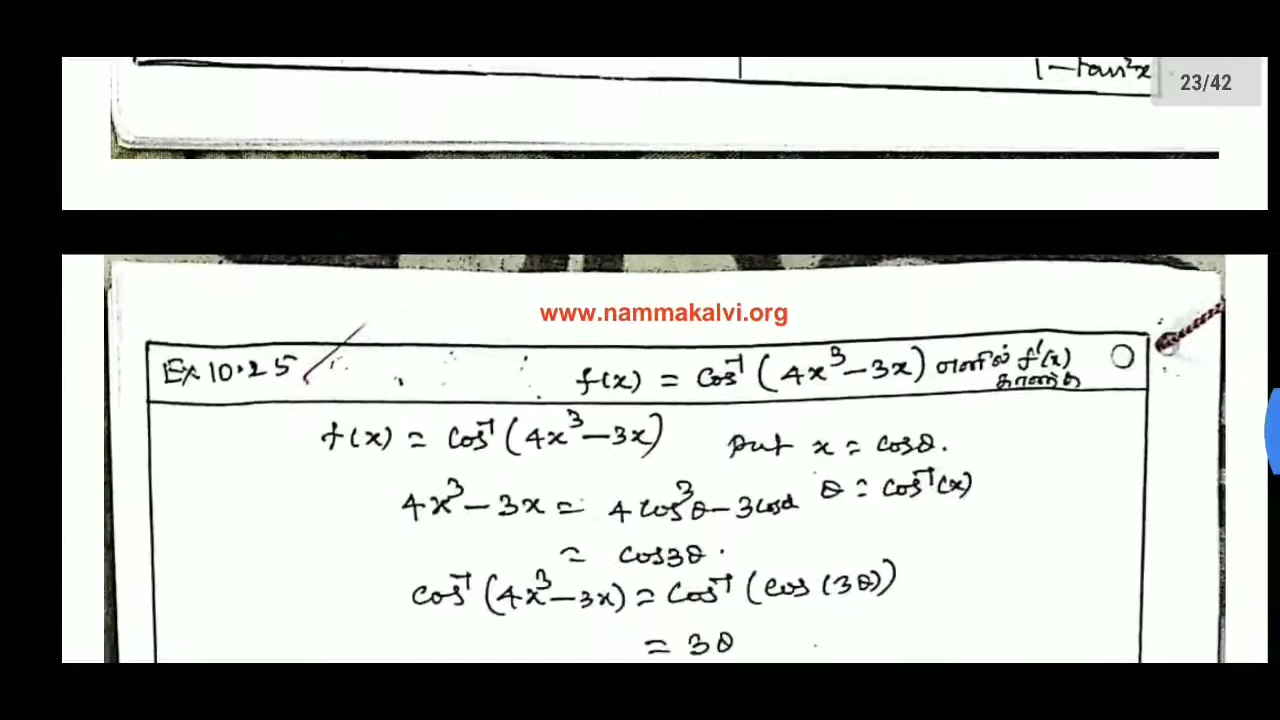 1 - tan²x
23/42
www.nammakalvi.org
Ex 10.25 f(x) = cos⁻¹ (4x³ - 3x) எனில் f'(x) காண்க
f(x) = cos⁻¹ (4x³ - 3x) put x = cosθ.
4x³ - 3x = 4cos³θ - 3cosθ θ = cos⁻¹(x)
= cos3θ.
cos⁻¹ (4x³ - 3x) = cos⁻¹ (cos (3θ))
= 3θ